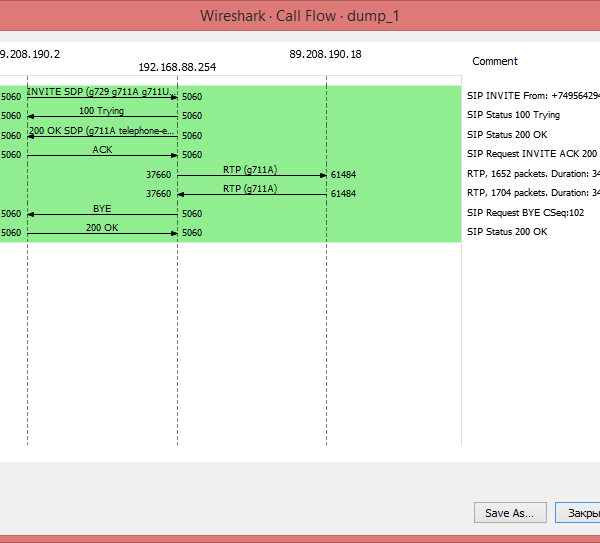 Wireshark · Call Flow · dump_1
9.208.190.2
192.168.88.254
89.208.190.18
Comment
5060 INVITE SDP (g729 g711A g711U... 5060 SIP INVITE From: +749564294
5060 100 Trying 5060 SIP Status 100 Trying
5060 200 OK SDP (g711A telephone-e... 5060 SIP Status 200 OK
5060 ACK 5060 SIP Request INVITE ACK 200
37660 RTP (g711A) 61484 RTP, 1652 packets. Duration: 34
37660 RTP (g711A) 61484 RTP, 1704 packets. Duration: 34
5060 BYE 5060 SIP Request BYE CSeq:102
5060 200 OK 5060 SIP Status 200 OK
Save As... Закры